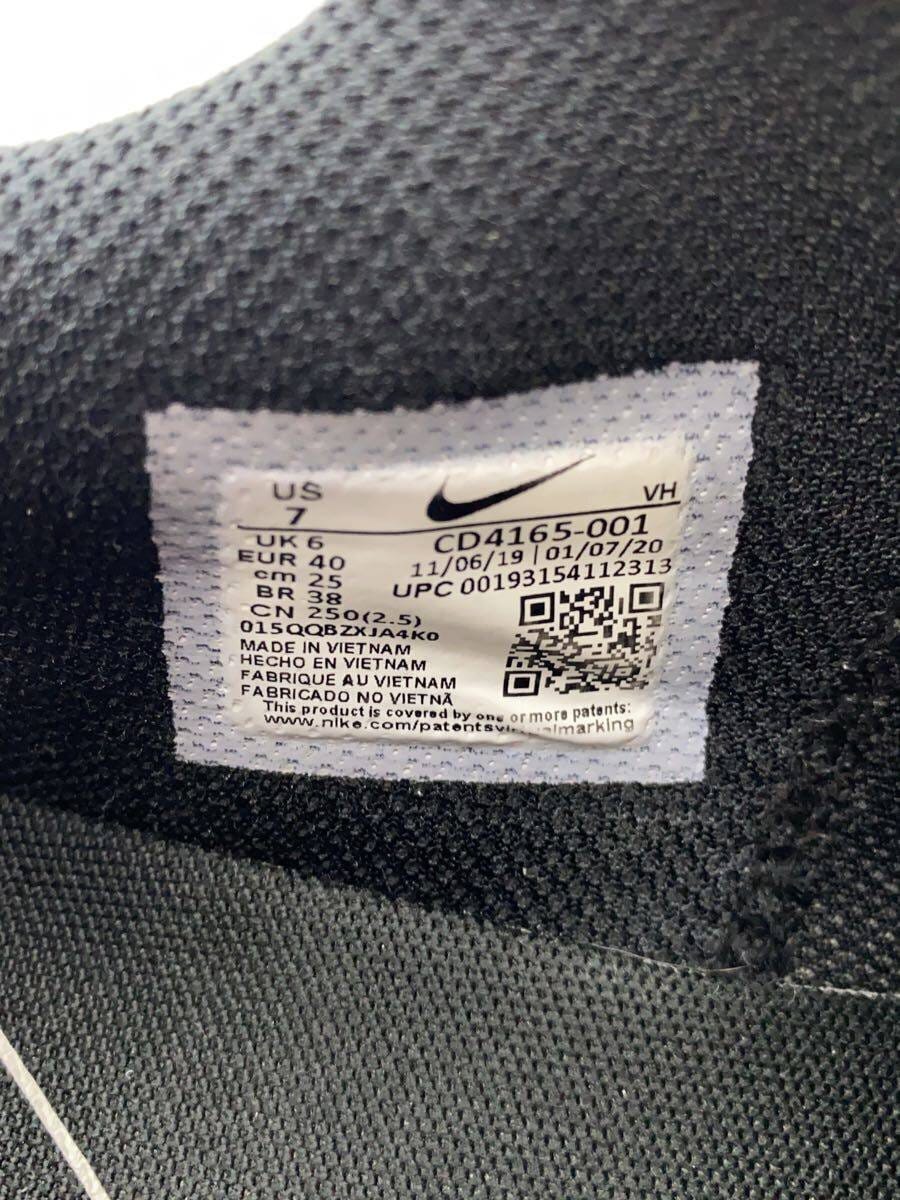 US
7
VH
UK 6
EUR 40
cm 25
BR 38
CN 250(2.5)
CD4165-001
11/06/19 | 01/07/20
UPC 00193154112313
015QQBZXJA4K0
MADE IN VIETNAM
HECHO EN VIETNAM
FABRIQUE AU VIETNAM
FABRICADO NO VIETNÃ
This product is covered by one or more patents: